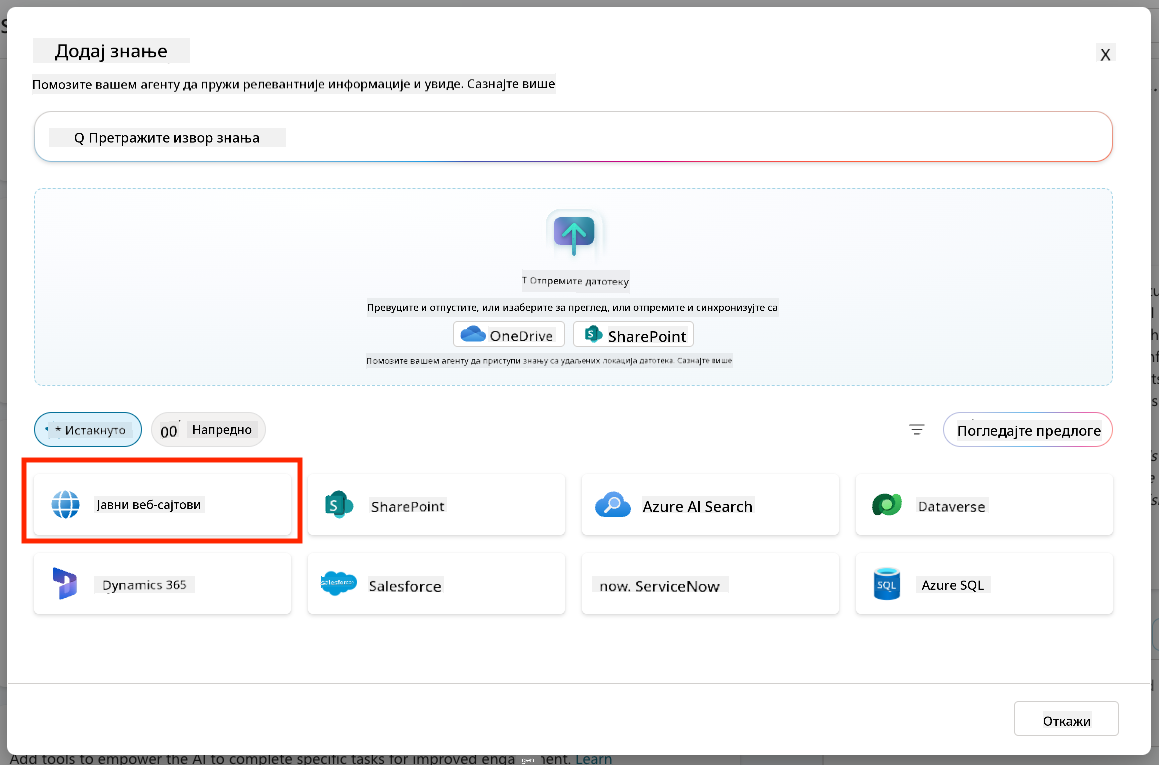 Додај знање
X
Помозите вашем агенту да пружи релевантније информације и увиде. Сазнајте више
Q Претражите извор знања
T Отпремите датотеку
Превуците и отпустите, или изаберите за преглед, или отпремите и синхронизујте са
OneDrive
SharePoint
Помозите вашем агенту да приступи знању са удаљених локација датотека. Сазнајте више
* Истакнуто
00 Напредно
Погледајте предлоге
Јавни веб-сајтови
SharePoint
Azure AI Search
Dataverse
Dynamics 365
salesforce
Salesforce
now. ServiceNow
SQL
Azure SQL
Откажи
Add tools to empower the AI to complete specific tasks for improved enga gen ment. Learn